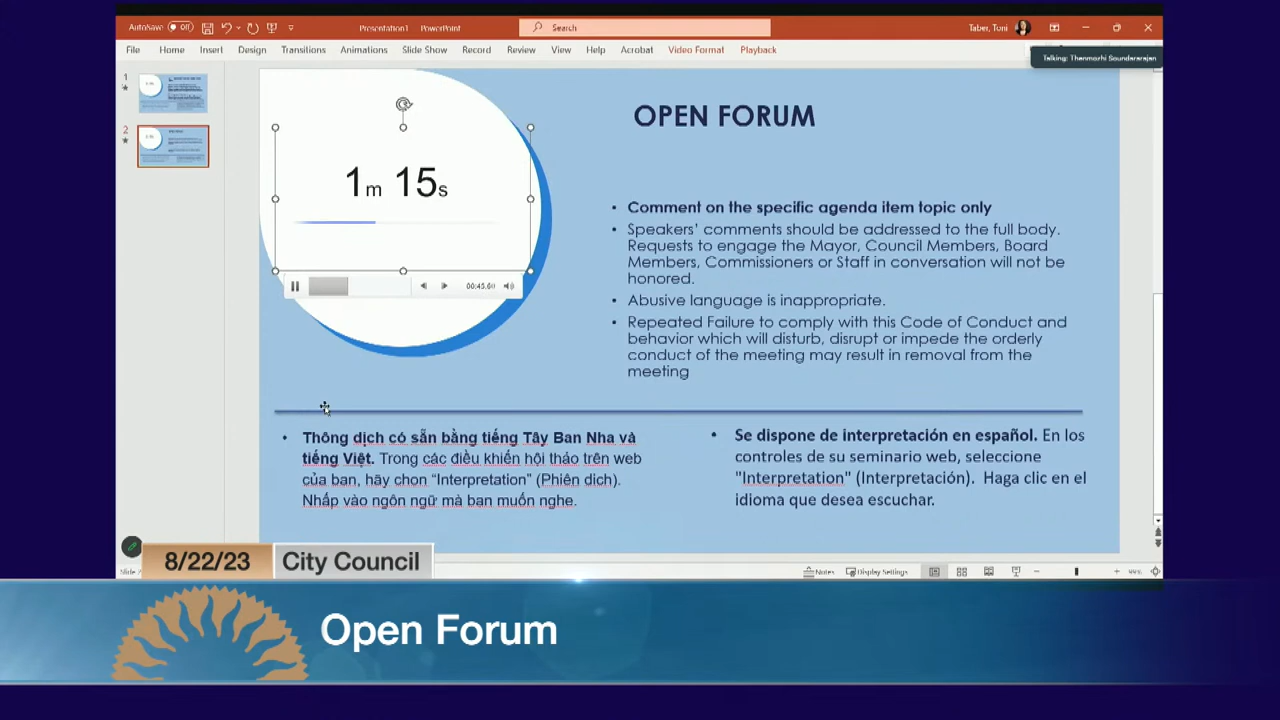 AutoSave Off
Presentation1 - PowerPoint
Search
Taber, Toni
File Home Insert Design Transitions Animations Slide Show Record Review View Help Acrobat Video Format Playback
Talking: Thenmozhi Soundararajan
1
2
1m 15s
00:45.60
OPEN FORUM
• Comment on the specific agenda item topic only
• Speakers' comments should be addressed to the full body.
Requests to engage the Mayor, Council Members, Board
Members, Commissioners or Staff in conversation will not be
honored.
• Abusive language is inappropriate.
• Repeated Failure to comply with this Code of Conduct and
behavior which will disturb, disrupt or impede the orderly
conduct of the meeting may result in removal from the
meeting
• Thông dịch có sẵn bằng tiếng Tây Ban Nha và
tiếng Việt. Trong các điều khiển hội thảo trên web
của bạn, hãy chọn “Interpretation” (Phiên dịch).
Nhấp vào ngôn ngữ mà bạn muốn nghe.
• Se dispone de interpretación en español. En los
controles de su seminario web, seleccione
"Interpretation" (Interpretación). Haga clic en el
idioma que desea escuchar.
Notes Display Settings
8/22/23 City Council
Open Forum